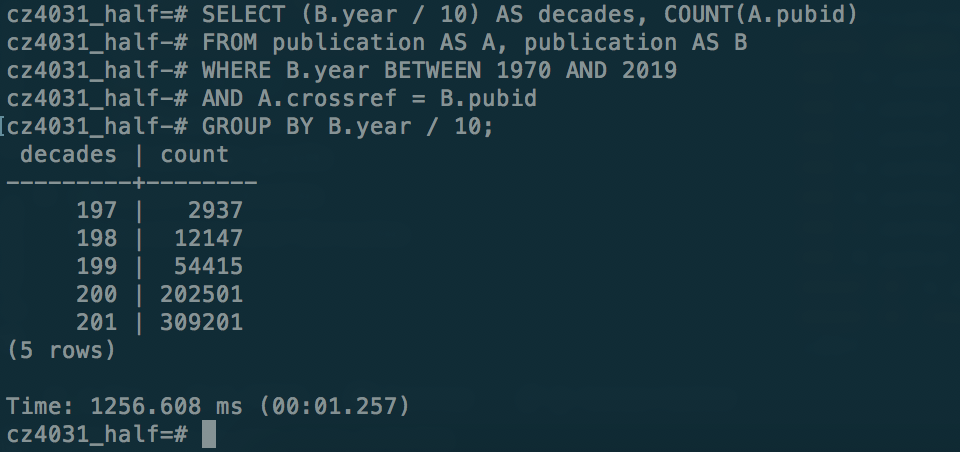 cz4031_half=# SELECT (B.year / 10) AS decades, COUNT(A.pubid)
cz4031_half-# FROM publication AS A, publication AS B
cz4031_half-# WHERE B.year BETWEEN 1970 AND 2019
cz4031_half-# AND A.crossref = B.pubid
[cz4031_half-# GROUP BY B.year / 10;
 decades | count
---------+--------
     197 |   2937
     198 |  12147
     199 |  54415
     200 | 202501
     201 | 309201
(5 rows)

Time: 1256.608 ms (00:01.257)
cz4031_half=#